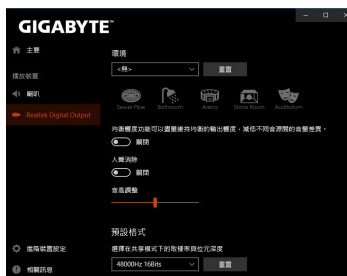 GIGABYTE™
主要
播放裝置
喇叭
Realtek Digital Output
進階裝置設定
相關訊息
環境
<無>
重置
Sewer Pipe
Bathroom
Arena
Stone Room
Auditorium
均衡響度功能可以盡量維持均衡的輸出響度，減低不同音源間的音量差異。
關閉
人聲消除
關閉
音高調整
預設格式
選擇在共享模式下的取樣率與位元深度
48000Hz 16Bits
重置